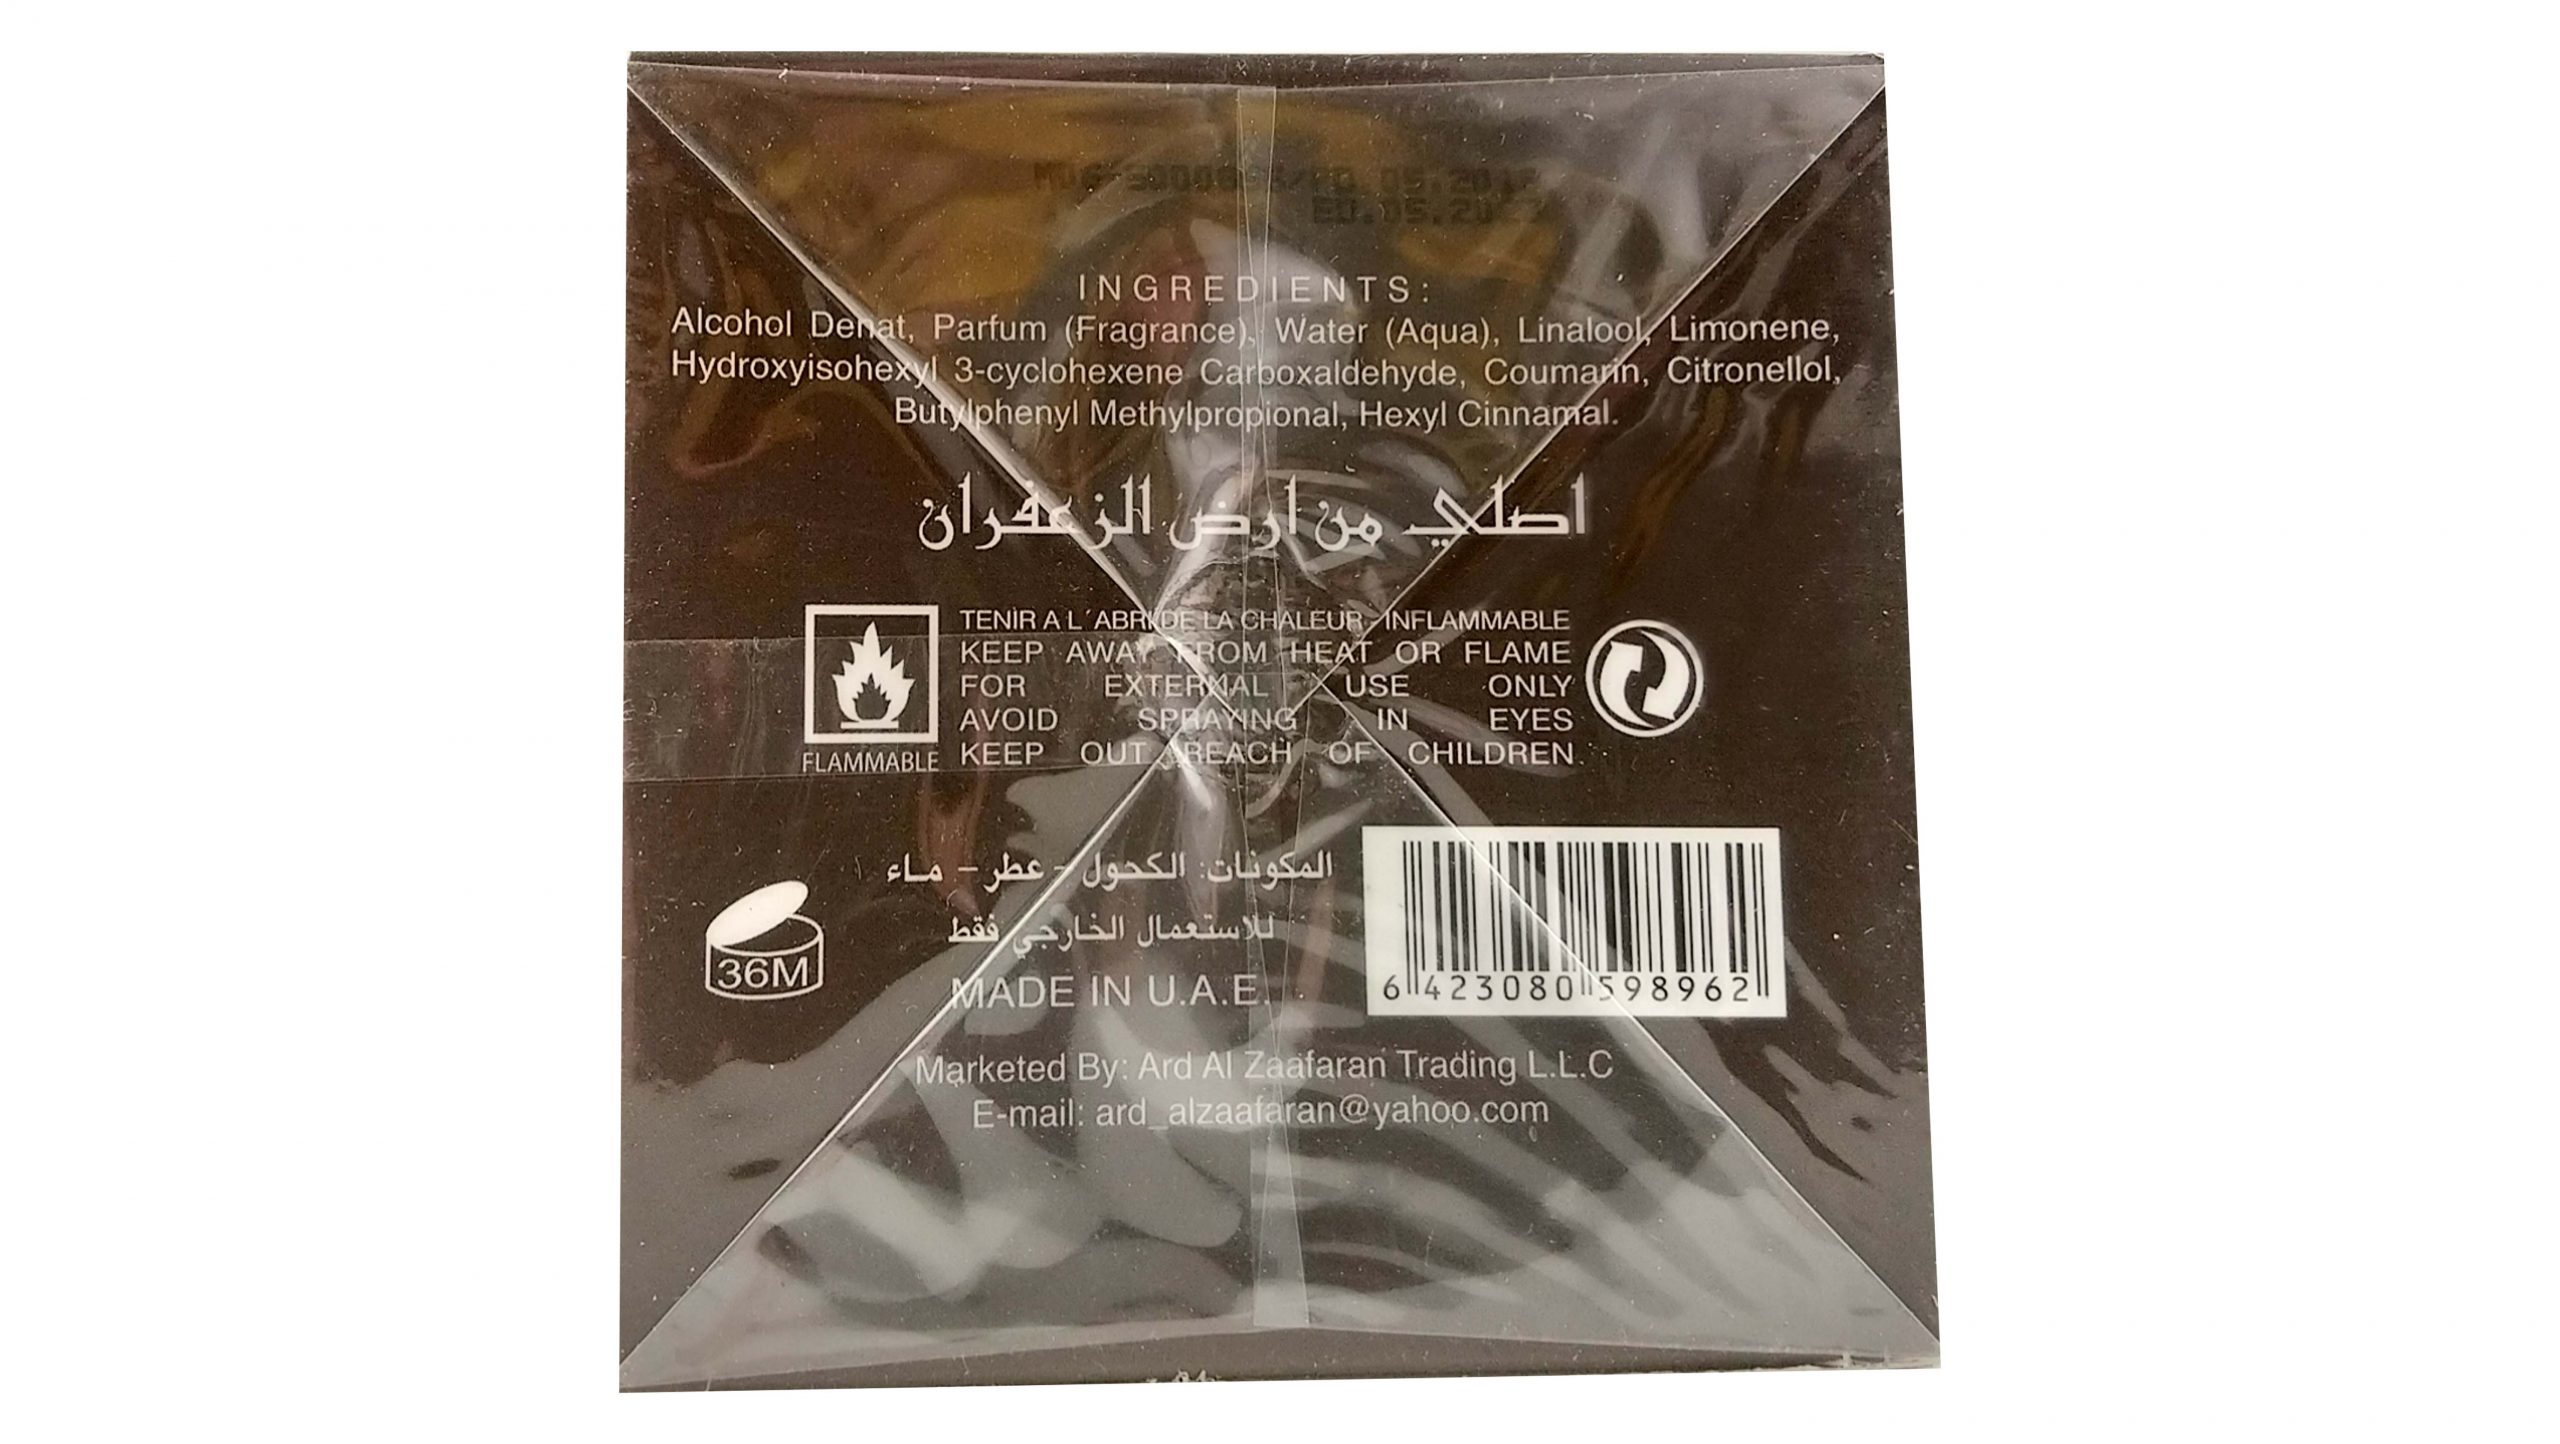 INGREDIENTS:
Alcohol Denat, Parfum (Fragrance), Water (Aqua), Linalool, Limonene,
Hydroxyisohexyl 3-cyclohexene Carboxaldehyde, Coumarin, Citronellol,
Butylphenyl Methylpropional, Hexyl Cinnamal.
اصلي من ارض الزعفران
TENIR A L´ABRI DE LA CHALEUR - INFLAMMABLE
KEEP AWAY FROM HEAT OR FLAME
FOR EXTERNAL USE ONLY
AVOID SPRAYING IN EYES
KEEP OUT REACH OF CHILDREN.
FLAMMABLE
المكونات: الكحول - عطر - ماء
للاستعمال الخارجي فقط
36M
MADE IN U.A.E.
6 423080 598962
Marketed By: Ard Al Zaafaran Trading L.L.C
E-mail: ard_alzaafaran@yahoo.com